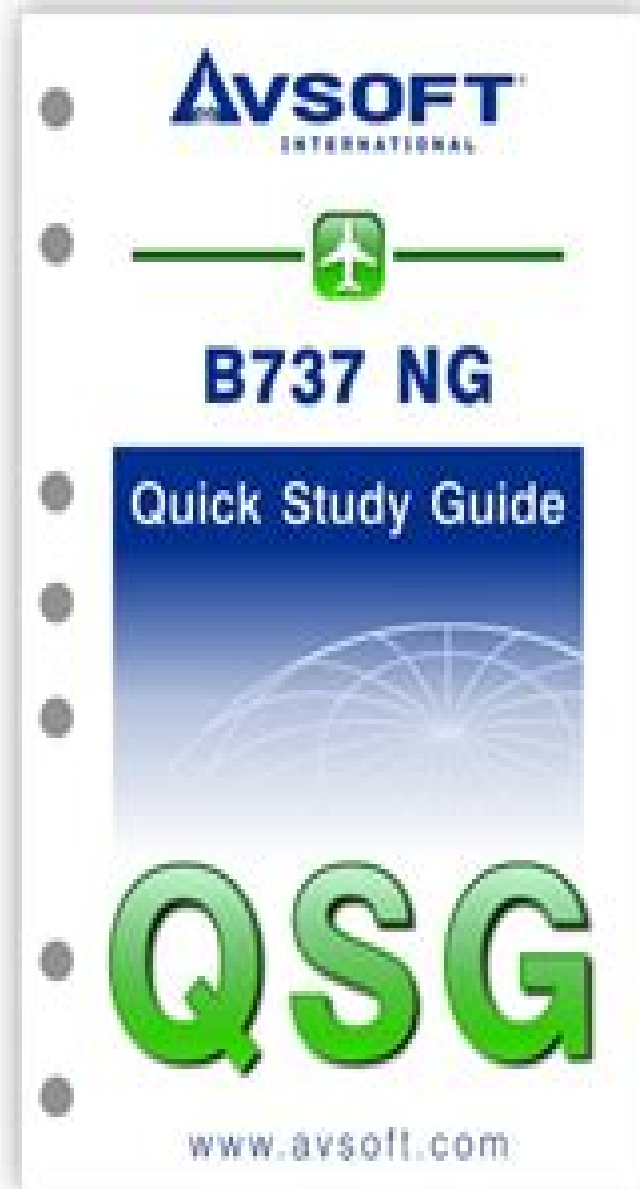 AVSOFT
INTERNATIONAL
B737 NG
Quick Study Guide
QSG
www.avsoft.com